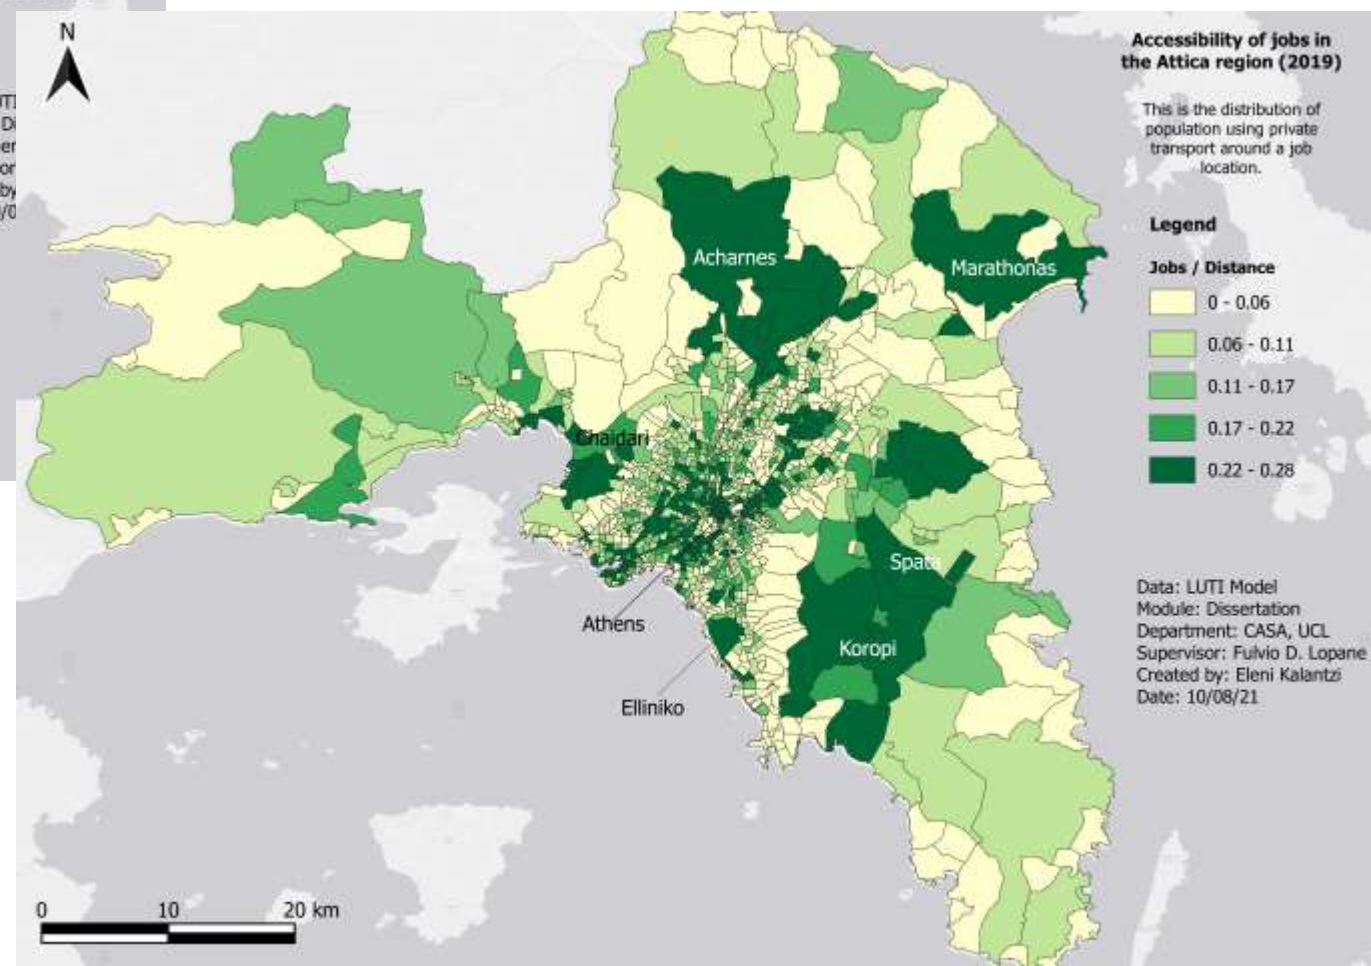 N
Accessibility of jobs in
the Attica region (2019)
This is the distribution of
population using private
transport around a job
location.
Legend
Jobs / Distance
0 - 0.06
0.06 - 0.11
0.11 - 0.17
0.17 - 0.22
0.22 - 0.28
Acharnes
Marathonas
Chaidari
Spata
Koropi
Athens
Elliniko
Data: LUTI Model
Module: Dissertation
Department: CASA, UCL
Supervisor: Fulvio D. Lopane
Created by: Eleni Kalantzi
Date: 10/08/21
0 10 20 km